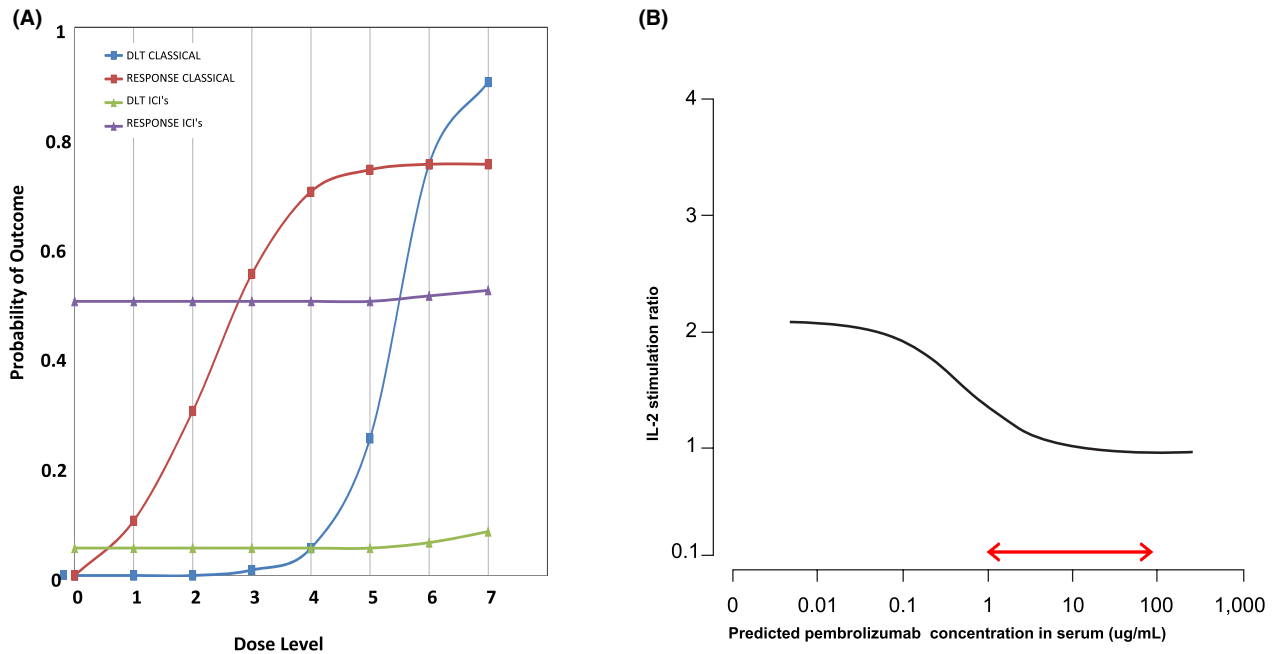 (A)
1
0.8
0.6
0.4
0.2
0
Probability of Outcome
DLT CLASSICAL
RESPONSE CLASSICAL
DLT ICI's
RESPONSE ICI's
0 1 2 3 4 5 6 7
Dose Level
(B)
4
3
2
1
0.1
IL-2 stimulation ratio
0 0.01 0.1 1 10 100 1,000
Predicted pembrolizumab concentration in serum (ug/mL)